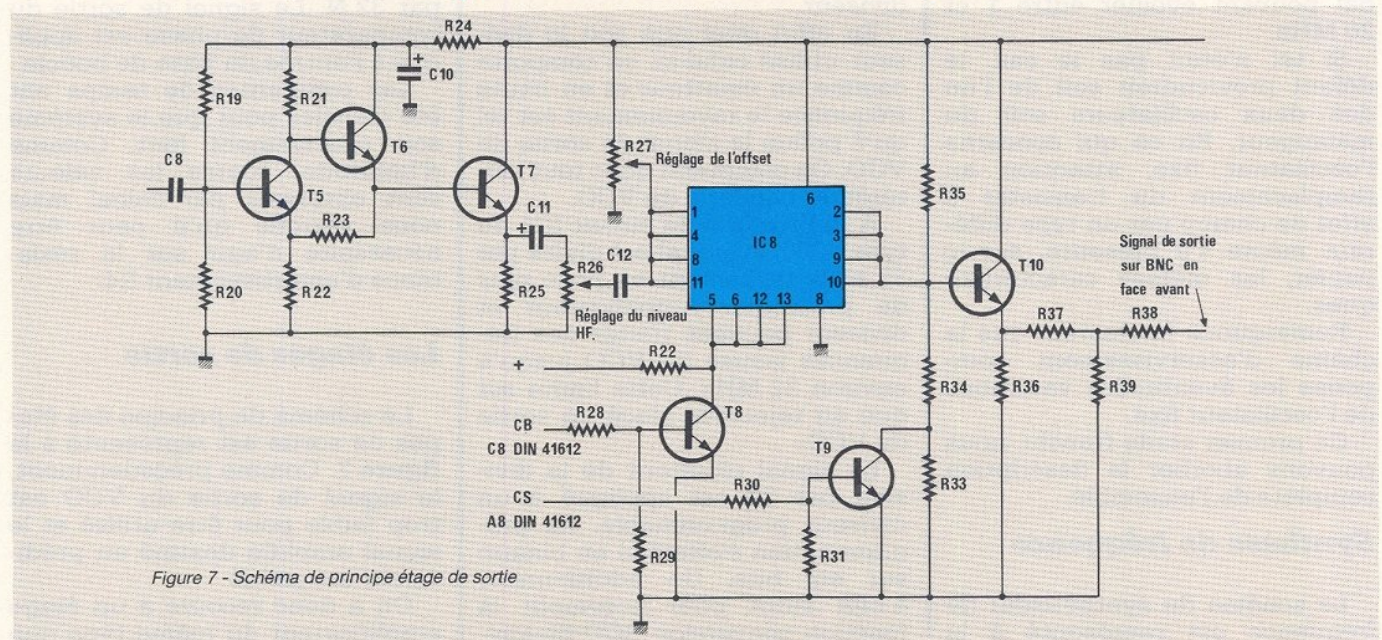 R24
C10
R19
R21
T6
C8
T5
T7
R27
Réglage de l'offset
C11
R23
6
1
2
4
3
IC8
8
9
11
10
R35
Signal de sortie
sur BNC en
face avant
T10
C12
R26
R20
R22
R25
Réglage du niveau
HF.
5
6
12
13
8
R37
R38
R22
+
R34
R36
R39
CB
R28
T8
C8 DIN 41612
T9
CS
R30
R33
A8 DIN 41612
R29
R31
+
+
Figure 7 - Schéma de principe étage de sortie